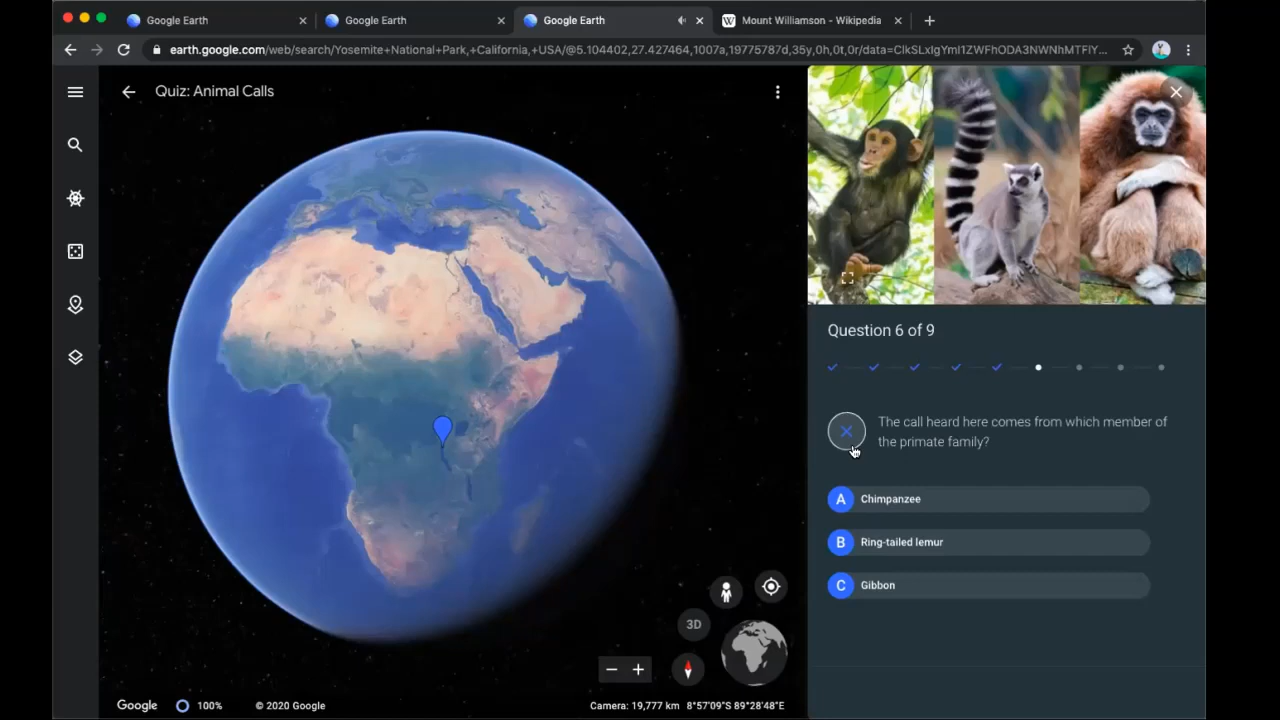 Google Earth
Google Earth
Google Earth
Mount Williamson - Wikipedia
earth.google.com/web/search/Yosemite+National+Park,+California,+USA/@5.104402,27.427464,1007a,19775787d,35y,0h,0t,0r/data=
Quiz: Animal Calls
Question 6 of 9
The call heard here comes from which member of
the primate family?
A Chimpanzee
B Ring-tailed lemur
C Gibbon
3D
Google 100% © 2020 Google Camera: 19,777 km 8°57'09"S 89°28'48"E